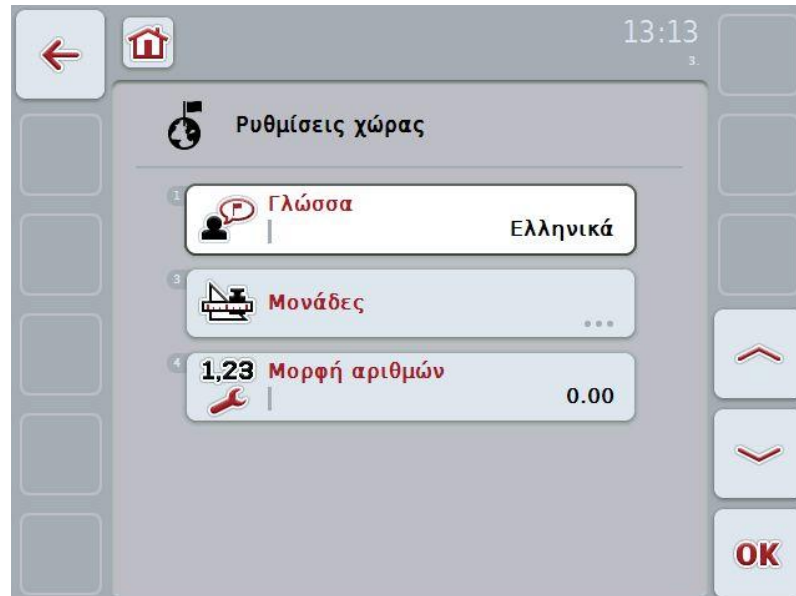 13:13
3.
Ρυθμίσεις χώρας
1
Γλώσσα
Ελληνικά
3
Μονάδες
...
4
1,23
Μορφή αριθμών
0.00
OK